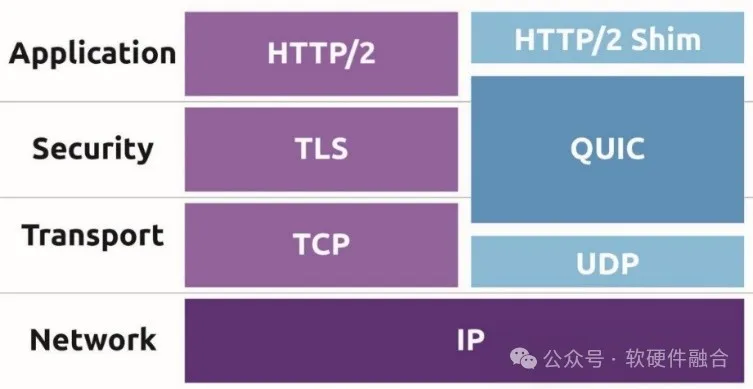 Application
HTTP/2
HTTP/2 Shim
Security
TLS
QUIC
Transport
TCP
UDP
Network
IP
公众号 · 软硬件融合